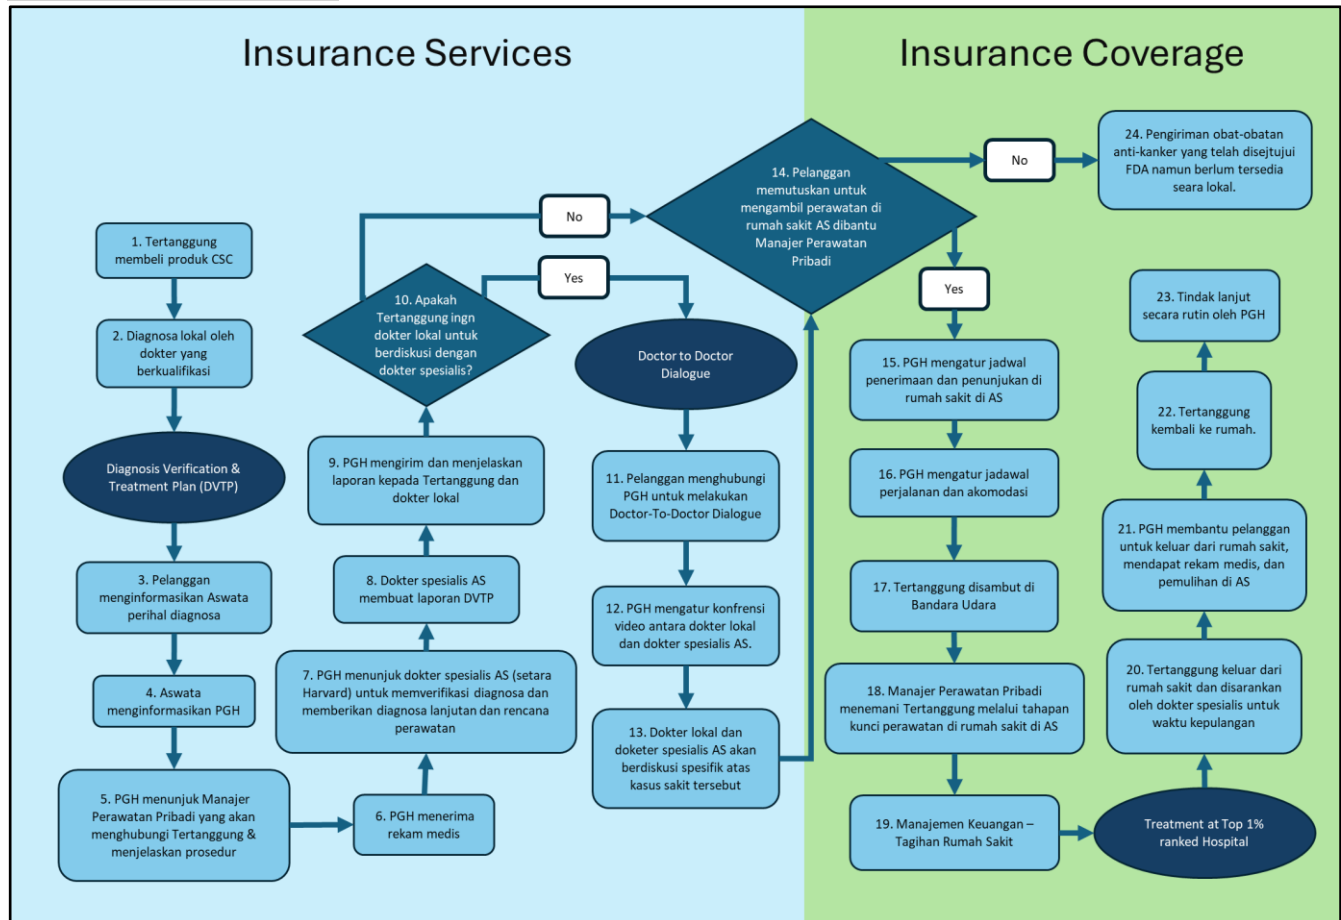 Insurance Services
Insurance Coverage
1. Tertanggung
membeli produk CSC
2. Diagnosa lokal oleh
dokter yang
berkualifikasi
Diagnosis Verification &
Treatment Plan (DVTP)
3. Pelanggan
menginformasikan Aswata
perihal diagnosa
4. Aswata
menginformasikan PGH
5. PGH menunjuk Manajer
Perawatan Pribadi yang akan
menghubungi Tertanggung &
menjelaskan prosedur
6. PGH menerima
rekam medis
7. PGH menunjuk dokter spesialis AS (setara
Harvard) untuk memverifikasi diagnosa dan
memberikan diagnosa lanjutan dan rencana
perawatan
8. Dokter spesialis AS
membuat laporan DVTP
9. PGH mengirim dan menjelaskan
laporan kepada Tertanggung dan
dokter lokal
10. Apakah
Tertanggung ingn
dokter lokal untuk
berdiskusi dengan
dokter spesialis?
No
Yes
Doctor to Doctor
Dialogue
11. Pelanggan menghubungi
PGH untuk melakukan
Doctor-To-Doctor Dialogue
12. PGH mengatur konfrensi
video antara dokter lokal
dan dokter spesialis AS.
13. Dokter lokal dan
doketer spesialis AS akan
berdiskusi spesifik atas
kasus sakit tersebut
14. Pelanggan
memutuskan untuk
mengambil perawatan di
rumah sakit AS dibantu
Manajer Perawatan
Pribadi
No
Yes
15. PGH mengatur jadwal
penerimaan dan penunjukan di
rumah sakit di AS
16. PGH mengatur jadawal
perjalanan dan akomodasi
17. Tertanggung disambut di
Bandara Udara
18. Manajer Perawatan Pribadi
menemani Tertanggung melalui tahapan
kunci perawatan di rumah sakit di AS
19. Manajemen Keuangan –
Tagihan Rumah Sakit
Treatment at Top 1%
ranked Hospital
20. Tertanggung keluar dari
rumah sakit dan disarankan
oleh dokter spesialis untuk
waktu kepulangan
21. PGH membantu pelanggan
untuk keluar dari rumah sakit,
mendapat rekam medis, dan
pemulihan di AS
22. Tertanggung
kembali ke rumah.
23. Tindak lanjut
secara rutin oleh PGH
24. Pengiriman obat-obatan
anti-kanker yang telah disejtujui
FDA namun berlum tersedia
seara lokal.